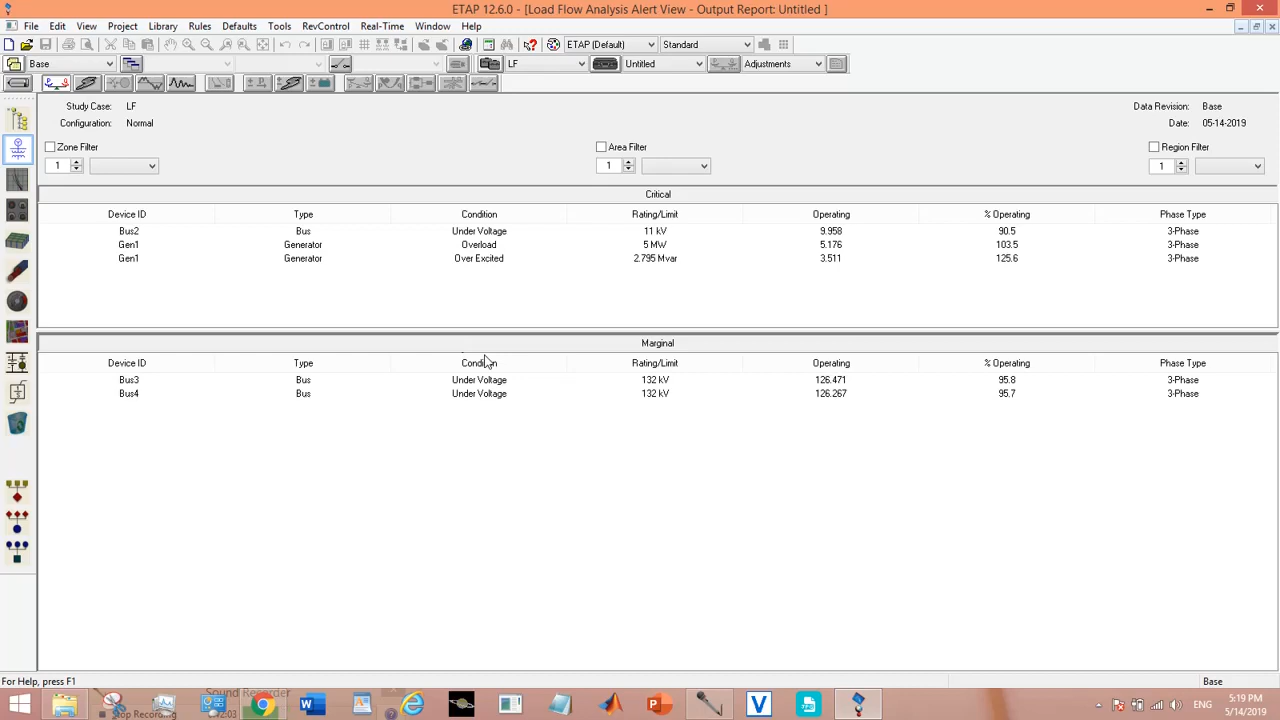 ETAP 12.6.0 - [Load Flow Analysis Alert View - Output Report: Untitled ]
File Edit View Project Library Rules Defaults Tools RevControl Real-Time Window Help
ETAP (Default) Standard
Base LF Untitled Adjustments
Study Case: LF Data Revision: Base
Configuration: Normal Date: 05-14-2019
Zone Filter Area Filter Region Filter
1 1 1
Critical
Device ID Type Condition Rating/Limit Operating % Operating Phase Type
Bus2 Bus Under Voltage 11 kV 9.958 90.5 3-Phase
Gen1 Generator Overload 5 MW 5.176 103.5 3-Phase
Gen1 Generator Over Excited 2.795 Mvar 3.511 125.6 3-Phase
Marginal
Device ID Type Condition Rating/Limit Operating % Operating Phase Type
Bus3 Bus Under Voltage 132 kV 126.471 95.8 3-Phase
Bus4 Bus Under Voltage 132 kV 126.267 95.7 3-Phase
For Help, press F1 Base
Sound Recorder
Stop Recording
ENG 5:19 PM
5/14/2019